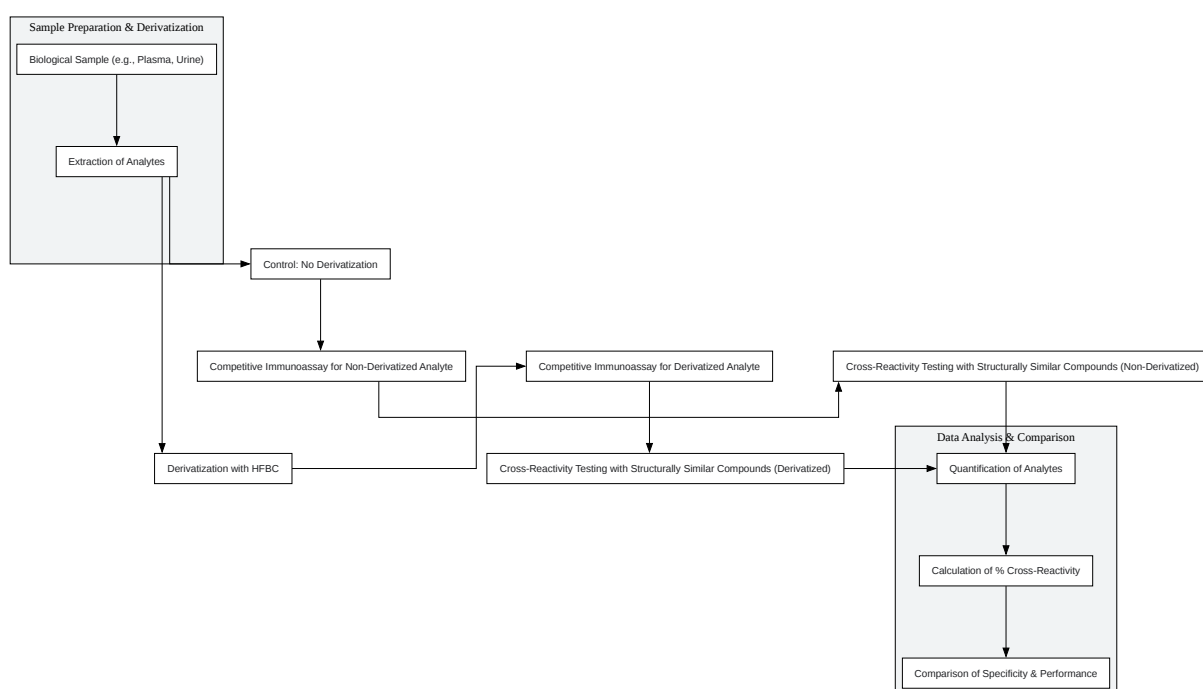 Sample Preparation & Derivatization
Biological Sample (e.g., Plasma, Urine)
Extraction of Analytes
Control: No Derivatization
Competitive Immunoassay for Non-Derivatized Analyte
Competitive Immunoassay for Derivatized Analyte
Cross-Reactivity Testing with Structurally Similar Compounds (Non-Derivatized)
Data Analysis & Comparison
Derivatization with HFBC
Cross-Reactivity Testing with Structurally Similar Compounds (Derivatized)
Quantification of Analytes
Calculation of % Cross-Reactivity
Comparison of Specificity & Performance